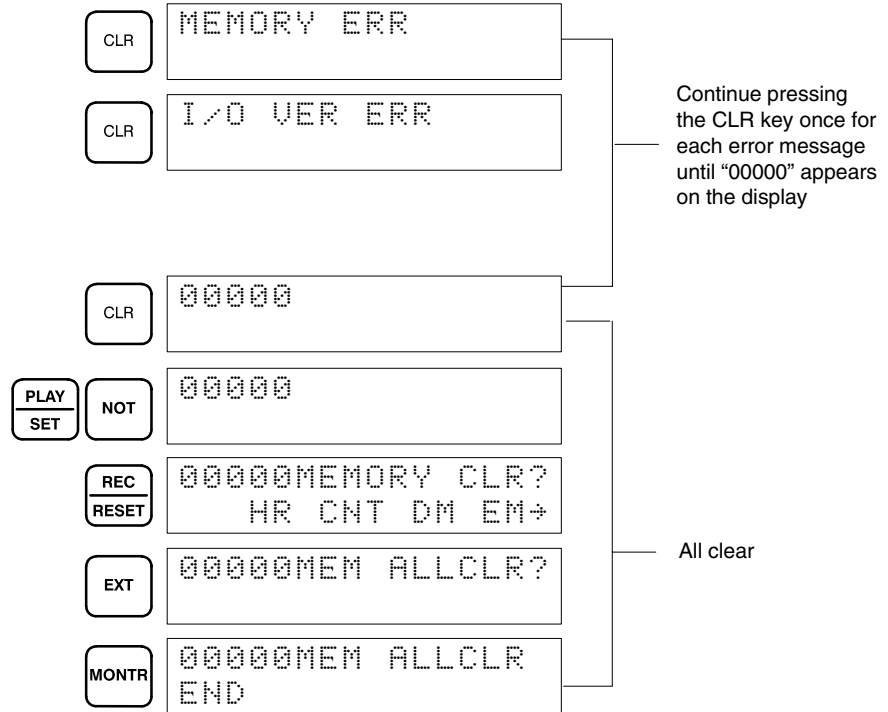 CLR
MEMORY ERR
CLR
I/O VER ERR
Continue pressing
the CLR key once for
each error message
until “00000” appears
on the display
CLR
00000
PLAY
SET
NOT
00000
REC
RESET
00000MEMORY CLR?
HR CNT DM EM→
EXT
00000MEM ALLCLR?
All clear
MONTR
00000MEM ALLCLR
END